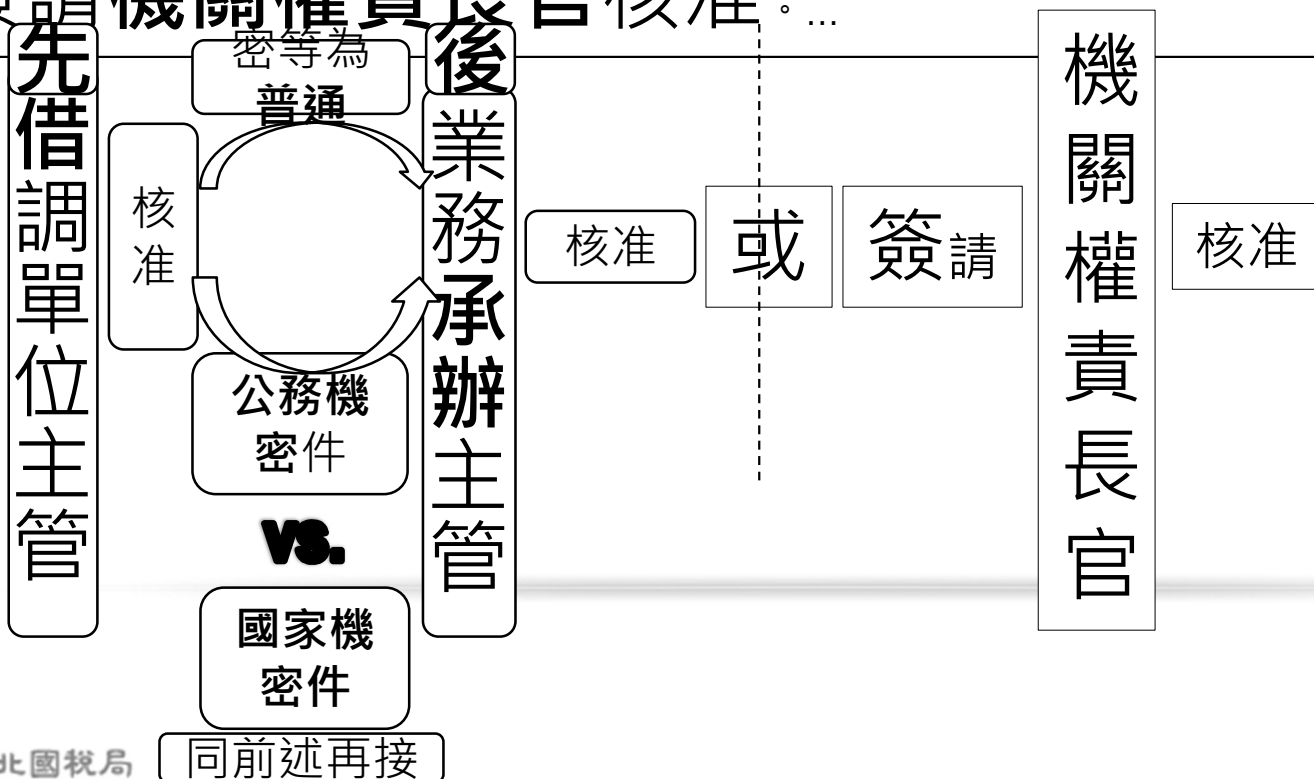 請機關權責長官核准。...
先
借調單位主管
核准
密等為
普通
公務機
密件
VS.
國家機
密件
同前述再接
後
業務承辦主管
核准
或
簽請
機關權責長官
核准
北國稅局